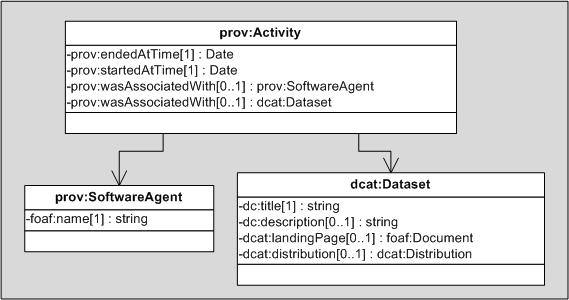 prov:Activity
-prov:endedAtTime[1] : Date
-prov:startedAtTime[1] : Date
-prov:wasAssociatedWith[0..1] : prov:SoftwareAgent
-prov:wasAssociatedWith[0..1] : dcat:Dataset
prov:SoftwareAgent
-foaf:name[1] : string
dcat:Dataset
-dc:title[1] : string
-dc:description[0..1] : string
-dcat:landingPage[0..1] : foaf:Document
-dcat:distribution[0..1] : dcat:Distribution